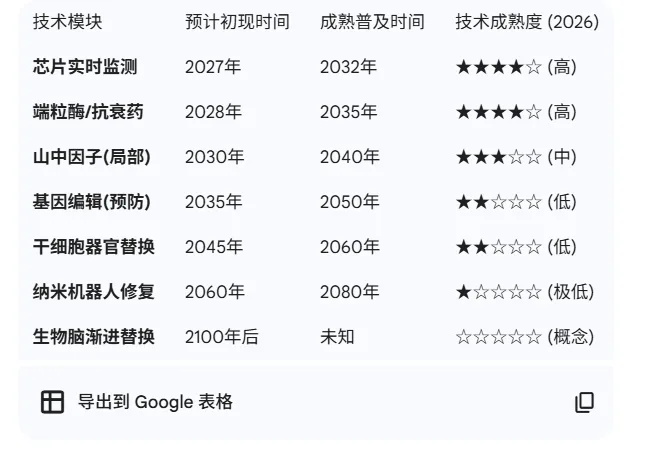 技术模块 预计初现时间 成熟普及时间 技术成熟度 (2026)
芯片实时监测 2027年 2032年 ★★★★☆ (高)
端粒酶/抗衰药 2028年 2035年 ★★★★☆ (高)
山中因子(局部) 2030年 2040年 ★★★☆☆ (中)
基因编辑(预防) 2035年 2050年 ★★☆☆☆ (低)
干细胞器官替换 2045年 2060年 ★★☆☆☆ (低)
纳米机器人修复 2060年 2080年 ★☆☆☆☆ (极低)
生物脑渐进替换 2100年后 未知 ☆☆☆☆☆ (概念)
导出到 Google 表格